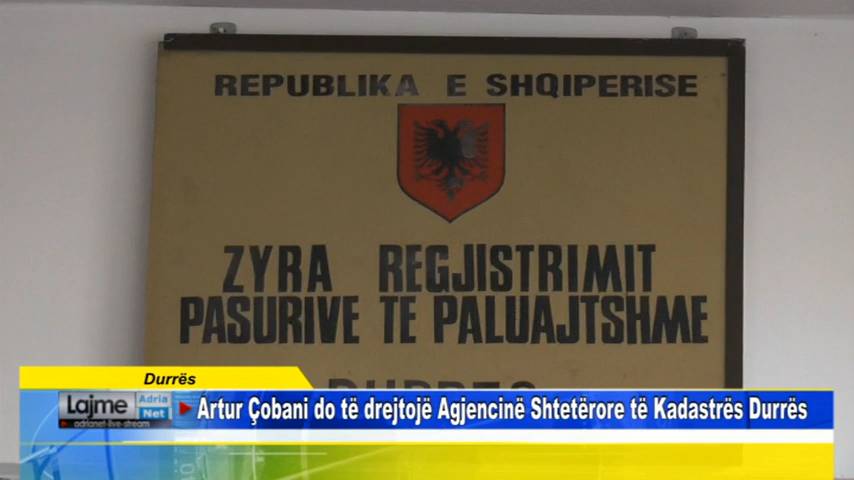 REPUBLIKA E SHQIPERISE
ZYRA REGJISTRIMIT
PASURIVE TE PALUAJTSHME
DURRES
Durrës
Lajme
Adria
Net
adrianet-live-stream
Artur Çobani do të drejtojë Agjencinë Shtetërore të Kadastrës Durrës